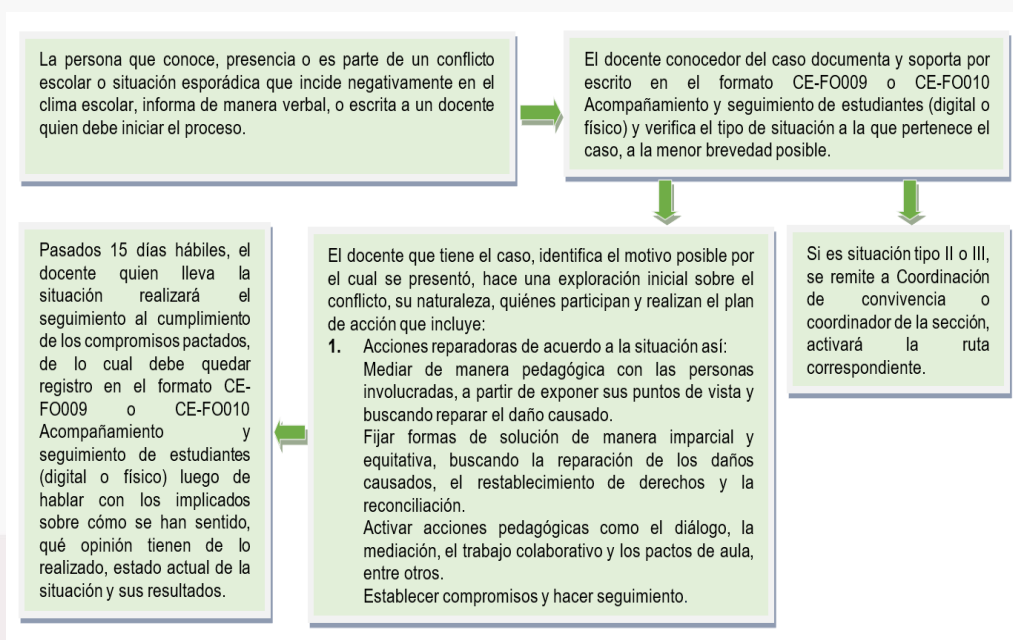 La persona que conoce, presencia o es parte de un conflicto
escolar o situación esporádica que incide negativamente en el
clima escolar, informa de manera verbal, o escrita a un docente
quien debe iniciar el proceso.
El docente conocedor del caso documenta y soporta por
escrito en el formato CE-FO009 o CE-FO010
Acompañamiento y seguimiento de estudiantes (digital o
físico) y verifica el tipo de situación a la que pertenece el
caso, a la menor brevedad posible.
Si es situación tipo II o III,
se remite a Coordinación
de convivencia o
coordinador de la sección,
activará la ruta
correspondiente.
El docente que tiene el caso, identifica el motivo posible por
el cual se presentó, hace una exploración inicial sobre el
conflicto, su naturaleza, quiénes participan y realizan el plan
de acción que incluye:
1. Acciones reparadoras de acuerdo a la situación así:
Mediar de manera pedagógica con las personas
involucradas, a partir de exponer sus puntos de vista y
buscando reparar el daño causado.
Fijar formas de solución de manera imparcial y
equitativa, buscando la reparación de los daños
causados, el restablecimiento de derechos y la
reconciliación.
Activar acciones pedagógicas como el diálogo, la
mediación, el trabajo colaborativo y los pactos de aula,
entre otros.
Establecer compromisos y hacer seguimiento.
Pasados 15 días hábiles, el
docente quien lleva la
situación realizará el
seguimiento al cumplimiento
de los compromisos pactados,
de lo cual debe quedar
registro en el formato CE-
FO009 o CE-FO010
Acompañamiento y
seguimiento de estudiantes
(digital o físico) luego de
hablar con los implicados
sobre cómo se han sentido,
qué opinión tienen de lo
realizado, estado actual de la
situación y sus resultados.